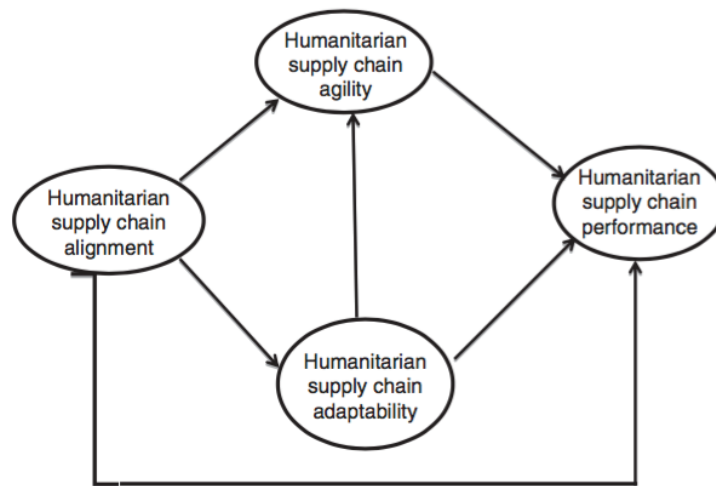 Humanitarian
supply chain
agility
Humanitarian
supply chain
alignment
Humanitarian
supply chain
performance
Humanitarian
supply chain
adaptability